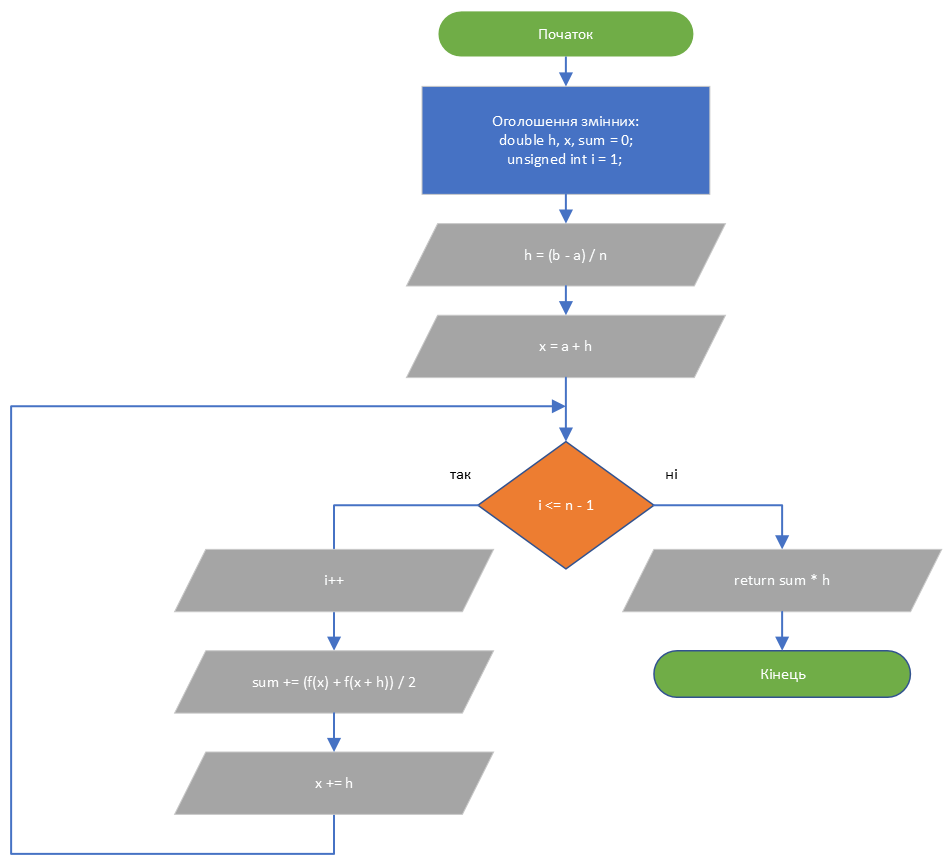 Початок
Оголошення змінних:
double h, x, sum = 0;
unsigned int i = 1;
h = (b - a) / n
x = a + h
так
ні
i <= n - 1
i++
return sum * h
sum += (f(x) + f(x + h)) / 2
Кінець
x += h